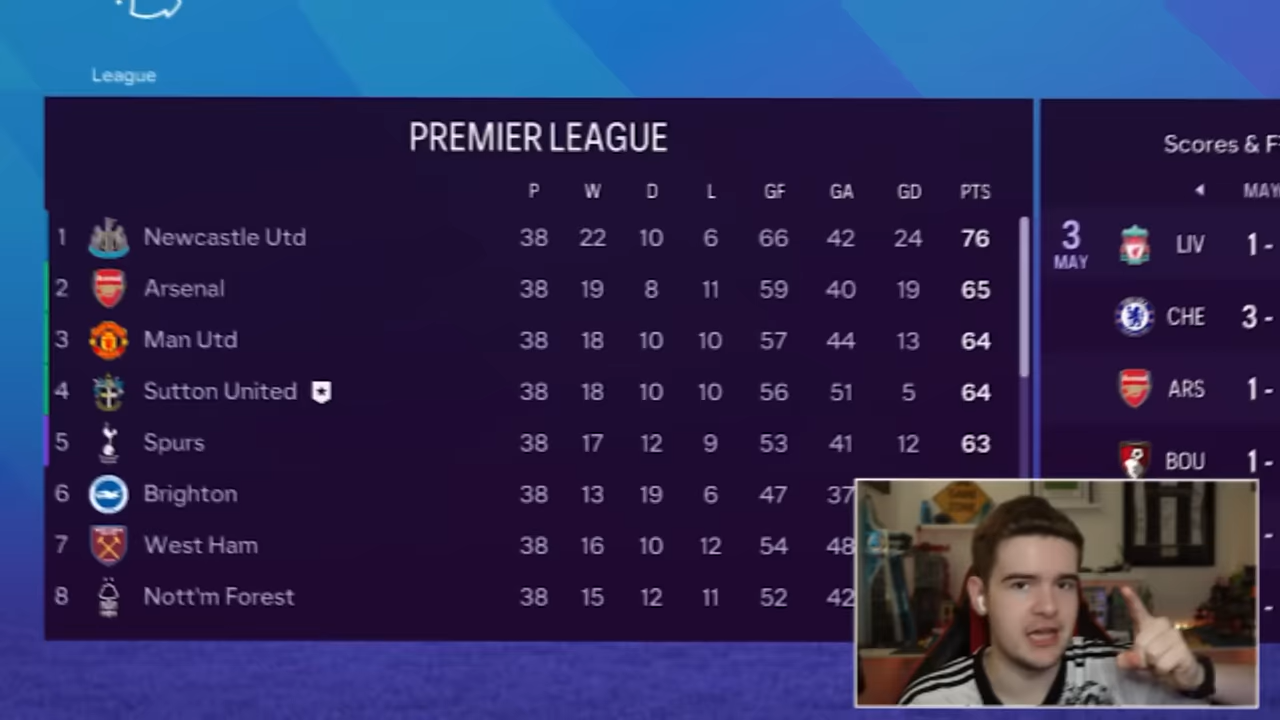 League
PREMIER LEAGUE
P W D L GF GA GD PTS
1 Newcastle Utd 38 22 10 6 66 42 24 76
2 Arsenal 38 19 8 11 59 40 19 65
3 Man Utd 38 18 10 10 57 44 13 64
4 Sutton United 38 18 10 10 56 51 5 64
5 Spurs 38 17 12 9 53 41 12 63
6 Brighton 38 13 19 6 47 37
7 West Ham 38 16 10 12 54 48
8 Nott'm Forest 38 15 12 11 52 42
Scores & F
MAY
3 MAY
LIV 1 -
CHE 3 -
ARS 1 -
BOU 1 -